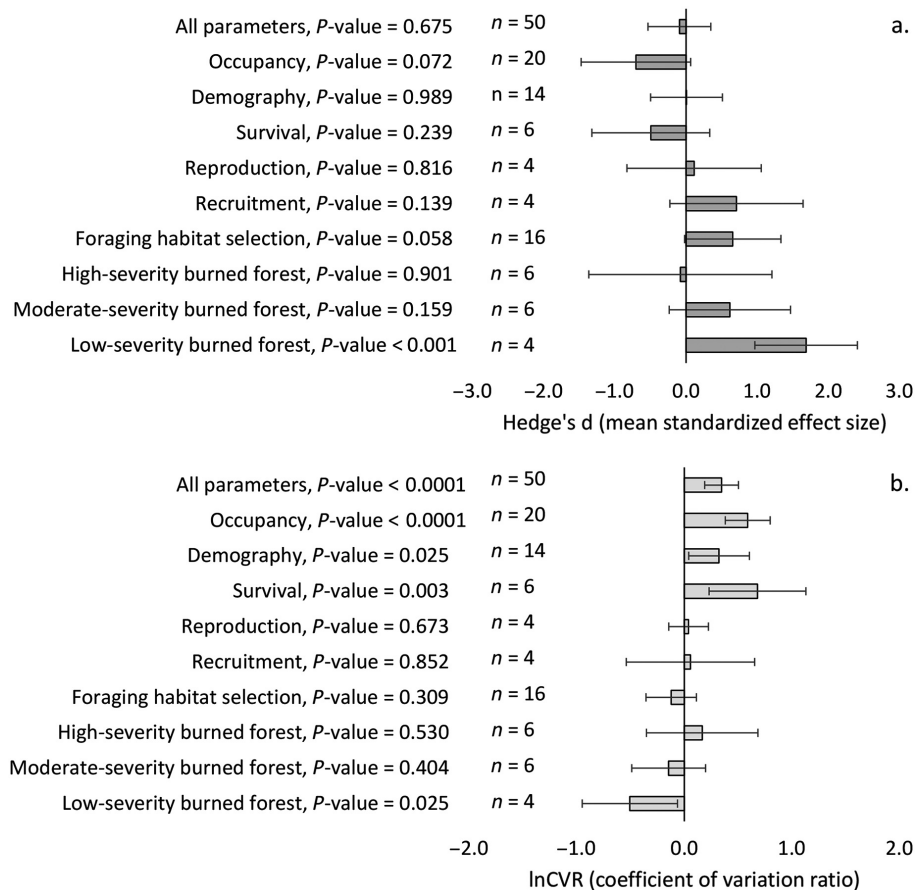 a.
All parameters, P-value = 0.675 n = 50
Occupancy, P-value = 0.072 n = 20
Demography, P-value = 0.989 n = 14
Survival, P-value = 0.239 n = 6
Reproduction, P-value = 0.816 n = 4
Recruitment, P-value = 0.139 n = 4
Foraging habitat selection, P-value = 0.058 n = 16
High-severity burned forest, P-value = 0.901 n = 6
Moderate-severity burned forest, P-value = 0.159 n = 6
Low-severity burned forest, P-value < 0.001 n = 4
−3.0 −2.0 −1.0 0.0 1.0 2.0 3.0
Hedge's d (mean standardized effect size)
b.
All parameters, P-value < 0.0001 n = 50
Occupancy, P-value < 0.0001 n = 20
Demography, P-value = 0.025 n = 14
Survival, P-value = 0.003 n = 6
Reproduction, P-value = 0.673 n = 4
Recruitment, P-value = 0.852 n = 4
Foraging habitat selection, P-value = 0.309 n = 16
High-severity burned forest, P-value = 0.530 n = 6
Moderate-severity burned forest, P-value = 0.404 n = 6
Low-severity burned forest, P-value = 0.025 n = 4
−2.0 −1.0 0.0 1.0 2.0
lnCVR (coefficient of variation ratio)